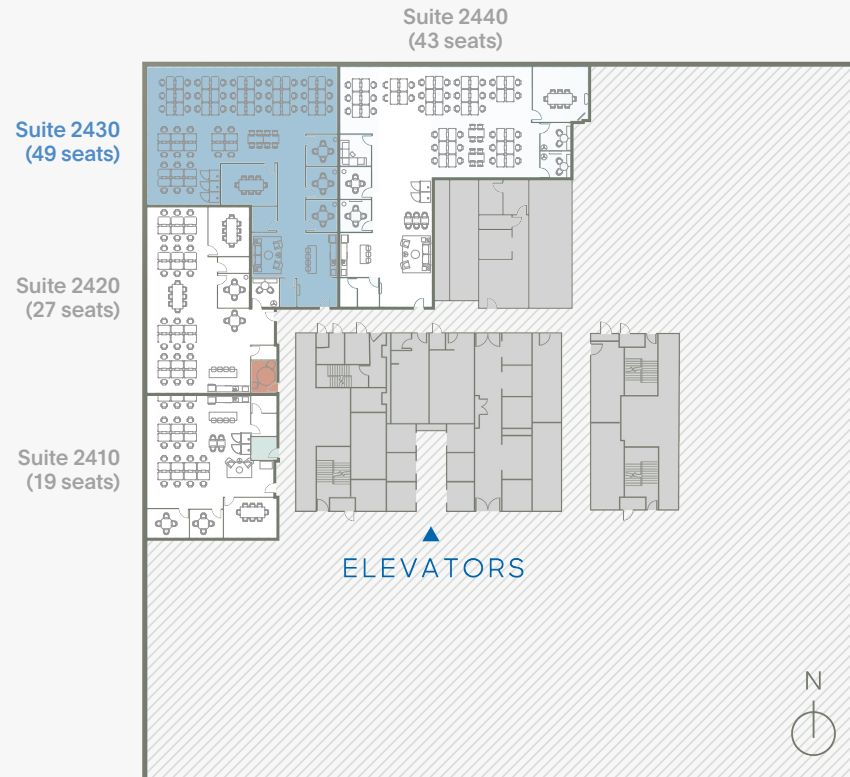 Suite 2440
(43 seats)
Suite 2430
(49 seats)
Suite 2420
(27 seats)
Suite 2410
(19 seats)
ELEVATORS
N